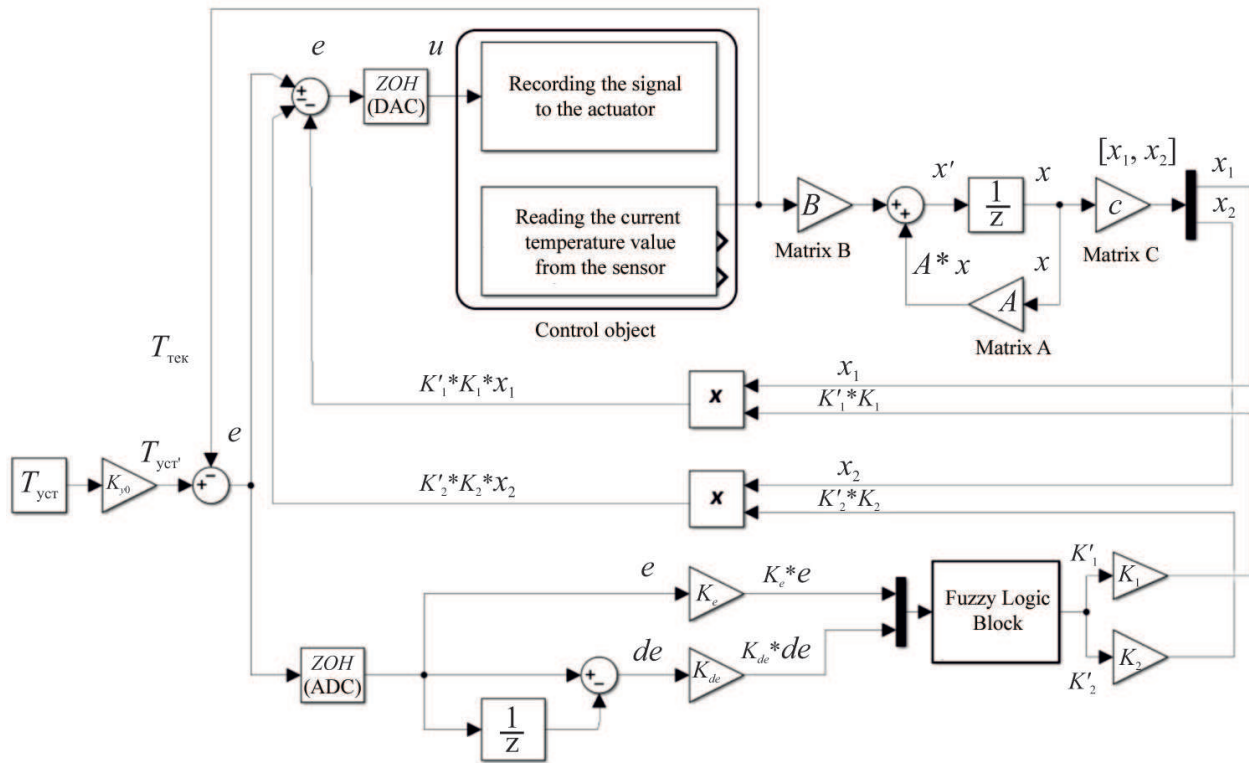 e
u
ZOH
(DAC)
Recording the signal
to the actuator
Reading the current
temperature value
from the sensor
Control object
B
Matrix B
x'
1
z
x
[x₁, x₂]
c
Matrix C
x₁
x₂
A* x
x
A
Matrix A
Tтек
K'₁*K₁*x₁
x
x₁
K'₁*K₁
Tуст
Ky0
Tуст'
e
K'₂*K₂*x₂
x
x₂
K'₂*K₂
e
Ke
Ke*e
Fuzzy Logic
Block
K'₁
K₁
K'₂
K₂
ZOH
(ADC)
de
Kde
Kde*de
1
z